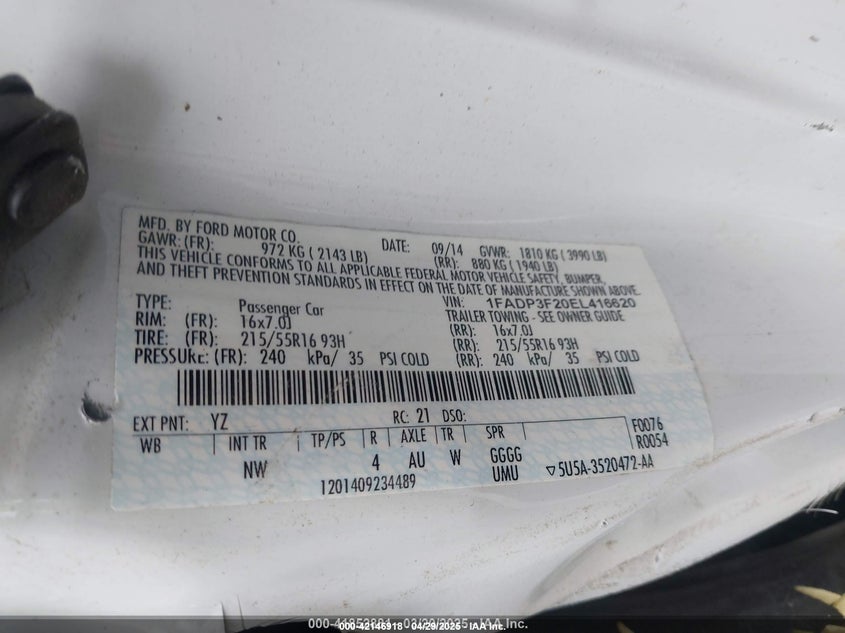 MFD. BY FORD MOTOR CO.
DATE: 09/14 GVWR: 1810 KG ( 3990 LB)
GAWR: (FR): 972 KG ( 2143 LB) (RR): 880 KG ( 1940 LB)
THIS VEHICLE CONFORMS TO ALL APPLICABLE FEDERAL MOTOR VEHICLE SAFETY, BUMPER,
AND THEFT PREVENTION STANDARDS IN EFFECT ON THE DATE OF MANUFACTURE SHOWN ABOVE.
VIN: 1FADP3F20EL416620
TYPE: Passenger Car TRAILER TOWING - SEE OWNER GUIDE
RIM: (FR): 16x7.0J (RR): 16x7.0J
TIRE: (FR): 215/55R16 93H (RR): 215/55R16 93H
PRESSURE: (FR): 240 kPa/ 35 PSI COLD (RR): 240 kPa/ 35 PSI COLD
EXT PNT: YZ RC: 21 DSO: F0076
WB INT TR TP/PS R AXLE TR SPR R0054
NW 4 AU W GGGG
UMU ▽5U5A-3520472-AA
1201409234489
000-42146918 04/29/2025 IAA Inc.